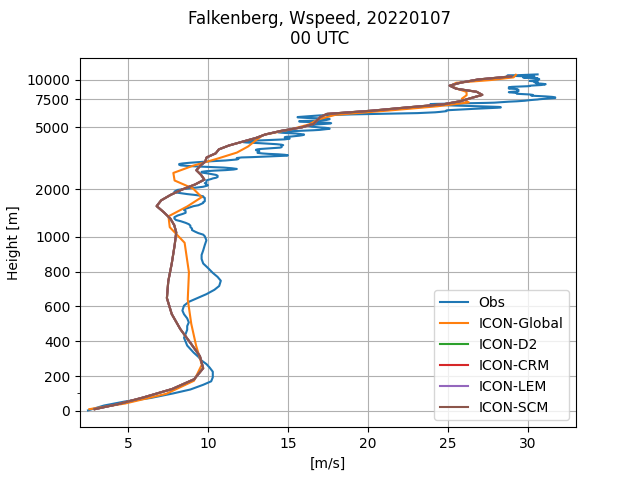 Falkenberg, Wspeed, 20220107
00 UTC
10000
7500
5000
2000
1000
800
600
400
200
0
Height [m]
5
10
15
20
25
30
[m/s]
Obs
ICON-Global
ICON-D2
ICON-CRM
ICON-LEM
ICON-SCM